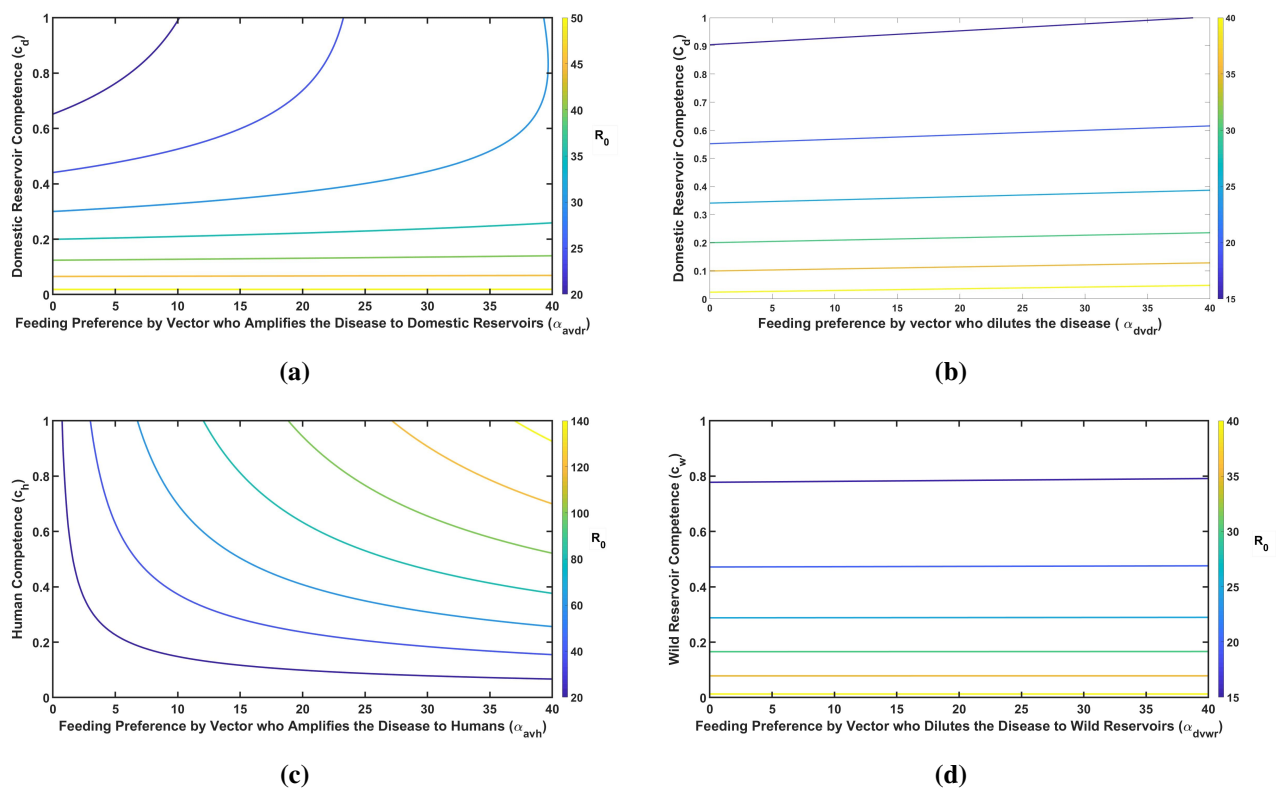 Domestic Reservoir Competence (c_d)
1
0.8
0.6
0.4
0.2
0
0 5 10 15 20 25 30 35 40
Feeding Preference by Vector who Amplifies the Disease to Domestic Reservoirs (α_avdr)
50
45
40
35
30
25
20
R_0
(a)
Domestic Reservoir Competence (C_d)
1
0.9
0.8
0.7
0.6
0.5
0.4
0.3
0.2
0.1
0
0 5 10 15 20 25 30 35 40
Feeding preference by vector who dilutes the disease ( α_dvdr)
40
35
30
25
20
15
(b)
Human Competence (c_h)
1
0.8
0.6
0.4
0.2
0
0 5 10 15 20 25 30 35 40
Feeding Preference by Vector who Amplifies the Disease to Humans (α_avh)
140
120
100
80
60
40
20
R_0
(c)
Wild Reservoir Competence (c_w)
1
0.8
0.6
0.4
0.2
0
0 5 10 15 20 25 30 35 40
Feeding Preference by Vector who Dilutes the Disease to Wild Reservoirs (α_dvwr)
40
35
30
25
20
15
R_0
(d)